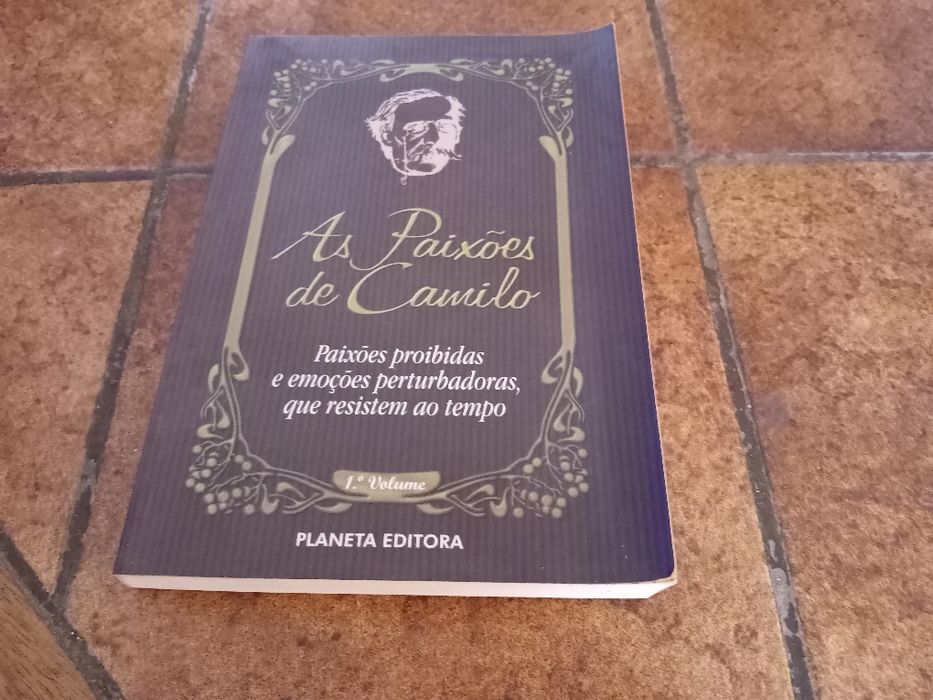 As Paixões
de Camilo
Paixões proibidas
e emoções perturbadoras,
que resistem ao tempo
1.º Volume
PLANETA EDITORA